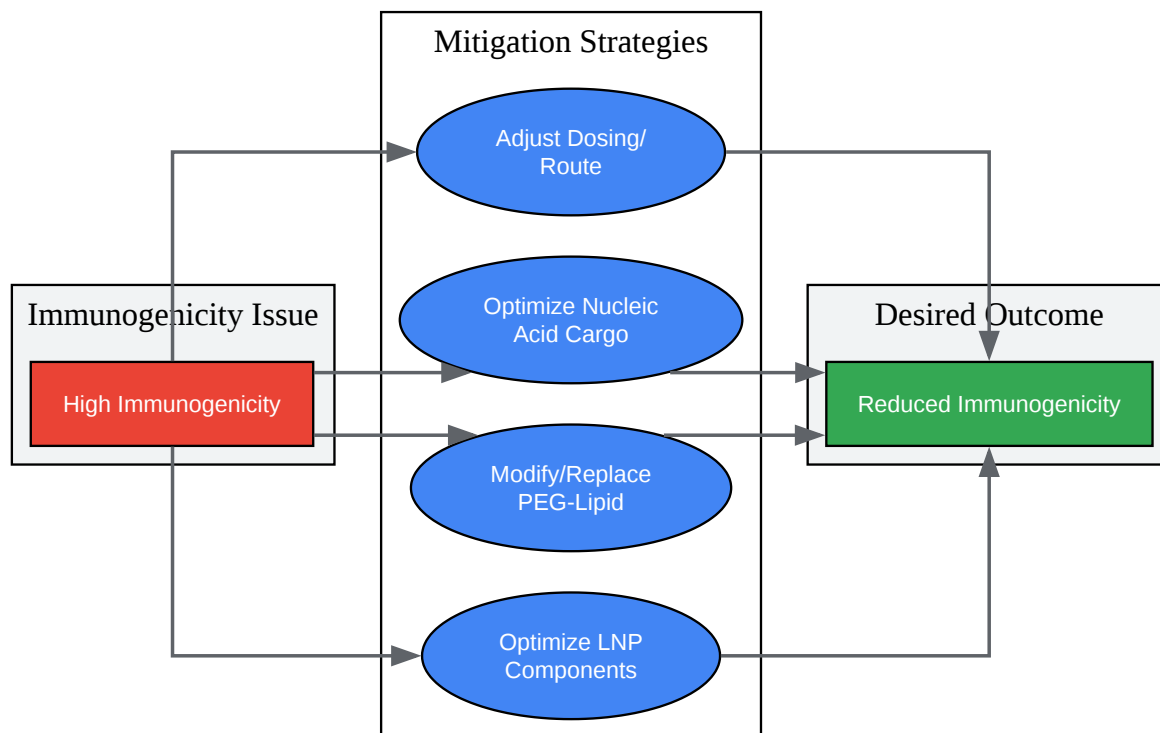 Mitigation Strategies
Adjust Dosing/
Route
Optimize Nucleic
Acid Cargo
Immunogenicity Issue
High Immunogenicity
Desired Outcome
Reduced Immunogenicity
Modify/Replace
PEG-Lipid
Optimize LNP
Components